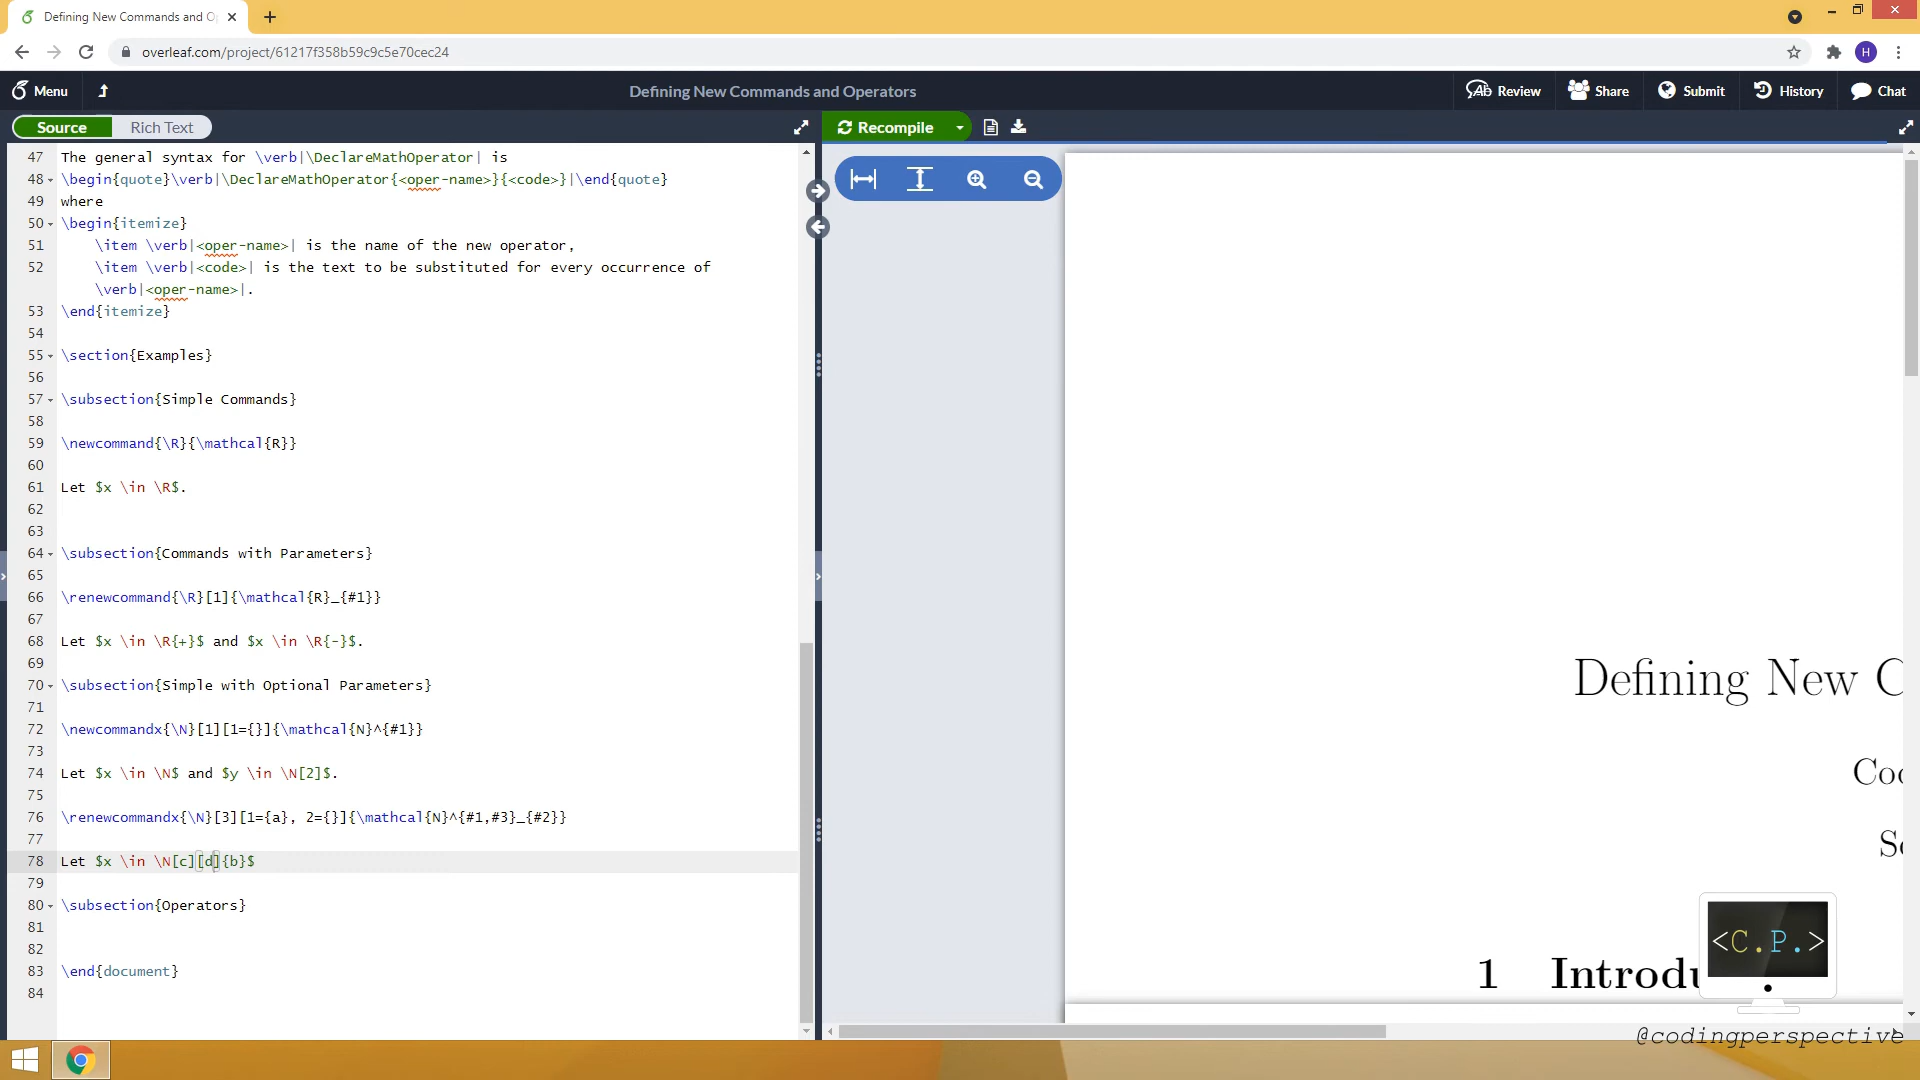 Defining New Commands and O
overleaf.com/project/61217f358b59c9c5e70cec24
H
Menu
Defining New Commands and Operators
Review
Share
Submit
History
Chat
Source
Rich Text
Recompile
47 The general syntax for \verb|\DeclareMathOperator| is
48 \begin{quote}\verb|\DeclareMathOperator{<oper-name>}{<code>}|\end{quote}
49 where
50 \begin{itemize}
51 \item \verb|<oper-name>| is the name of the new operator,
52 \item \verb|<code>| is the text to be substituted for every occurrence of
\verb|<oper-name>|.
53 \end{itemize}
54
55 \section{Examples}
56
57 \subsection{Simple Commands}
58
59 \newcommand{\R}{\mathcal{R}}
60
61 Let $x \in \R$.
62
63
64 \subsection{Commands with Parameters}
65
66 \renewcommand{\R}[1]{\mathcal{R}_{#1}}
67
68 Let $x \in \R{+}$ and $x \in \R{-}$.
69
70 \subsection{Simple with Optional Parameters}
71
72 \newcommandx{\N}[1][1={}]{\mathcal{N}^{#1}}
73
74 Let $x \in \N$ and $y \in \N[2]$.
75
76 \renewcommandx{\N}[3][1={a}, 2={}]{\mathcal{N}^{#1,#3}_{#2}}
77
78 Let $x \in \N[c][d]{b}$
79
80 \subsection{Operators}
81
82
83 \end{document}
84
Defining New C
Coc
Se
1 Introdu
<C.P.>
@codingperspective